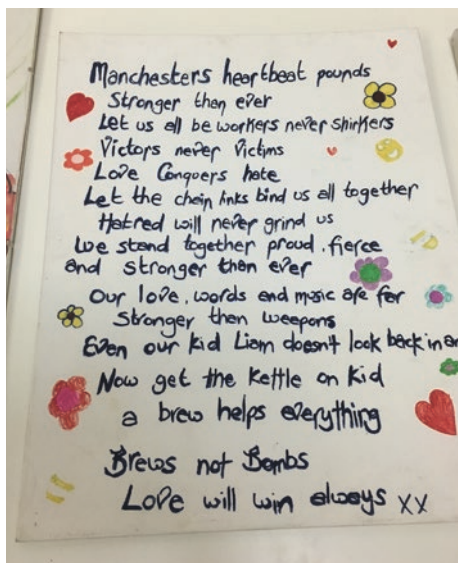 Manchesters heartbeat pounds
Stronger than ever
Let us all be workers never shirkers
Victors never Victims
Love Conquers hate
Let the chain links bind us all together
Hatred will never grind us
We stand together proud. fierce
and stronger than ever
Our love, words and music are far
Stronger then weepons
Even our kid Liam doesn't look back in an
Now get the Kettle on Kid
a brew helps everything
Brews not Bombs
Love will win always xx